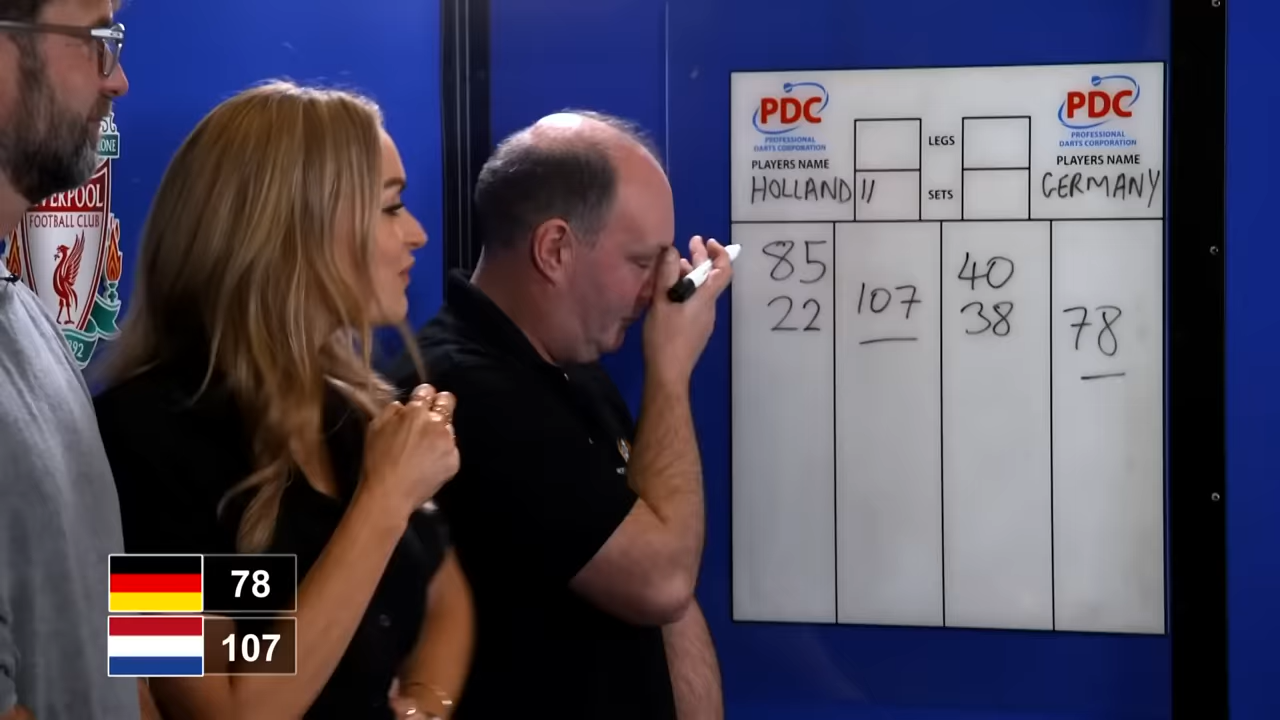 VERPOOL
FOOTBALL CLUB
PDC
PROFESSIONAL
DARTS CORPORATION
PLAYERS NAME
HOLLAND
LEGS
SETS
11
PDC
PROFESSIONAL
DARTS CORPORATION
PLAYERS NAME
GERMANY
85 40
22 107 38 78
78
107